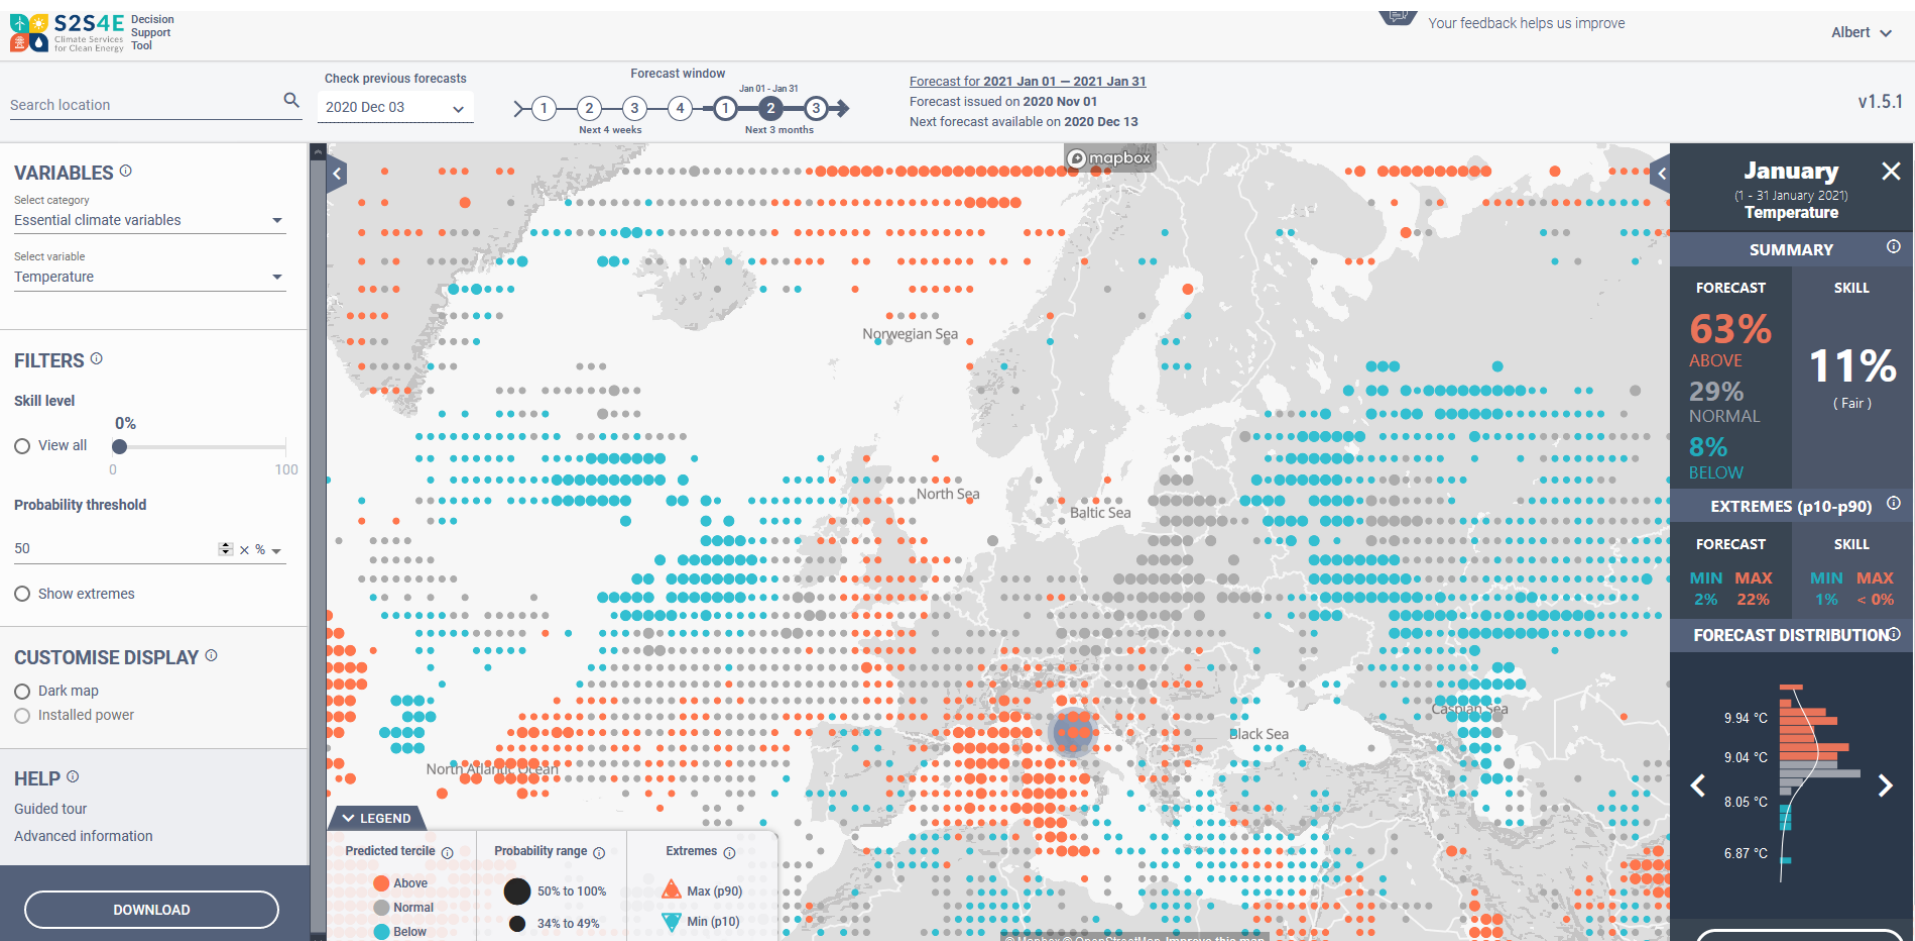 S2S4E
Climate Services
for Clean Energy
Decision
Support
Tool
Your feedback helps us improve
Albert
Search location
Check previous forecasts
2020 Dec 03
Forecast window
Jan 01 - Jan 31
1 2 3 4 1 2 3
Next 4 weeks
Next 3 months
Forecast for 2021 Jan 01 — 2021 Jan 31
Forecast issued on 2020 Nov 01
Next forecast available on 2020 Dec 13
v1.5.1
VARIABLES
Select category
Essential climate variables
Select variable
Temperature
FILTERS
Skill level
0%
View all
0
100
Probability threshold
50
× %
Show extremes
CUSTOMISE DISPLAY
Dark map
Installed power
HELP
Guided tour
Advanced information
DOWNLOAD
mapbox
Norwegian Sea
North Sea
Baltic Sea
Caspian Sea
Black Sea
North Atlantic Ocean
LEGEND
Predicted tercile
Above
Normal
Below
Probability range
50% to 100%
34% to 49%
Extremes
Max (p90)
Min (p10)
© Mapbox © OpenStreetMap Improve this map
January
(1 - 31 January 2021)
Temperature
SUMMARY
FORECAST
63%
ABOVE
29%
NORMAL
8%
BELOW
SKILL
11%
( Fair )
EXTREMES (p10-p90)
FORECAST
SKILL
MIN MAX
2% 22%
MIN MAX
1% < 0%
FORECAST DISTRIBUTION
9.94 °C
9.04 °C
8.05 °C
6.87 °C